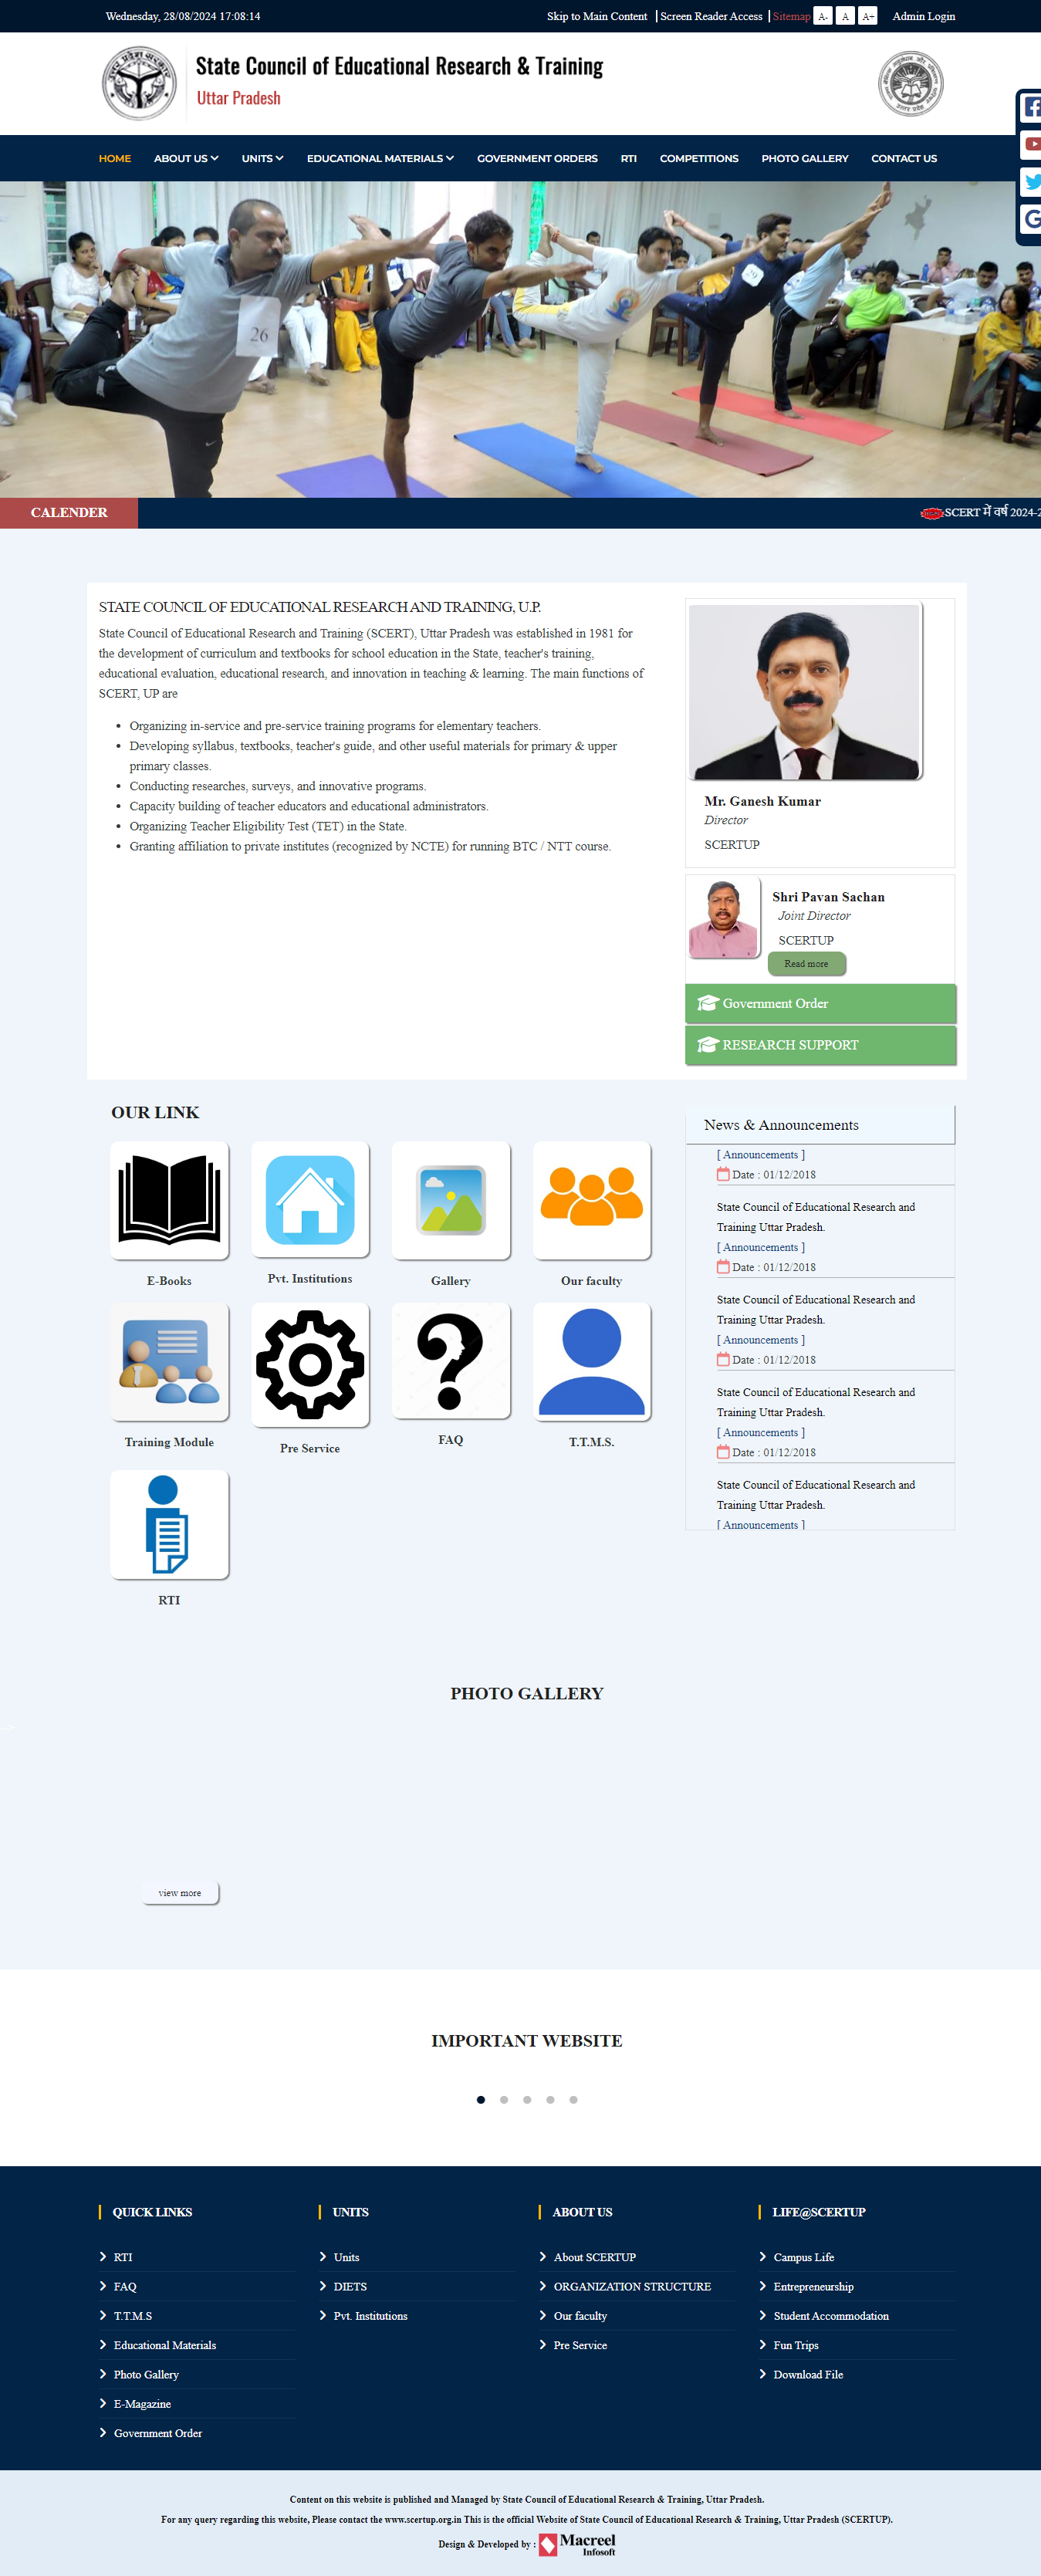 Wednesday, 28/08/2024 17:08:14
Skip to Main Content | Screen Reader Access | Sitemap A- A A+ Admin Login
State Council of Educational Research & Training
Uttar Pradesh
HOME ABOUT US UNITS EDUCATIONAL MATERIALS GOVERNMENT ORDERS RTI COMPETITIONS PHOTO GALLERY CONTACT US
26
CALENDER
SCERT में वर्ष 2024-2
STATE COUNCIL OF EDUCATIONAL RESEARCH AND TRAINING, U.P.
State Council of Educational Research and Training (SCERT), Uttar Pradesh was established in 1981 for
the development of curriculum and textbooks for school education in the State, teacher's training,
educational evaluation, educational research, and innovation in teaching & learning. The main functions of
SCERT, UP are
• Organizing in-service and pre-service training programs for elementary teachers.
• Developing syllabus, textbooks, teacher's guide, and other useful materials for primary & upper
primary classes.
• Conducting researches, surveys, and innovative programs.
• Capacity building of teacher educators and educational administrators.
• Organizing Teacher Eligibility Test (TET) in the State.
• Granting affiliation to private institutes (recognized by NCTE) for running BTC / NTT course.
Mr. Ganesh Kumar
Director
SCERTUP
Shri Pavan Sachan
Joint Director
SCERTUP
Read more
Government Order
RESEARCH SUPPORT
OUR LINK
E-Books
Pvt. Institutions
Gallery
Our faculty
Training Module
Pre Service
FAQ
T.T.M.S.
RTI
News & Announcements
[ Announcements ]
Date : 01/12/2018
State Council of Educational Research and
Training Uttar Pradesh.
[ Announcements ]
Date : 01/12/2018
State Council of Educational Research and
Training Uttar Pradesh.
[ Announcements ]
Date : 01/12/2018
State Council of Educational Research and
Training Uttar Pradesh.
[ Announcements ]
Date : 01/12/2018
State Council of Educational Research and
Training Uttar Pradesh.
[ Announcements ]
PHOTO GALLERY
view more
IMPORTANT WEBSITE
QUICK LINKS
RTI
FAQ
T.T.M.S
Educational Materials
Photo Gallery
E-Magazine
Government Order
UNITS
Units
DIETS
Pvt. Institutions
ABOUT US
About SCERTUP
ORGANIZATION STRUCTURE
Our faculty
Pre Service
LIFE@SCERTUP
Campus Life
Entrepreneurship
Student Accommodation
Fun Trips
Download File
Content on this website is published and Managed by State Council of Educational Research & Training, Uttar Pradesh.
For any query regarding this website, Please contact the www.scertup.org.in This is the official Website of State Council of Educational Research & Training, Uttar Pradesh (SCERTUP).
Design & Developed by : Macreel
Infosoft